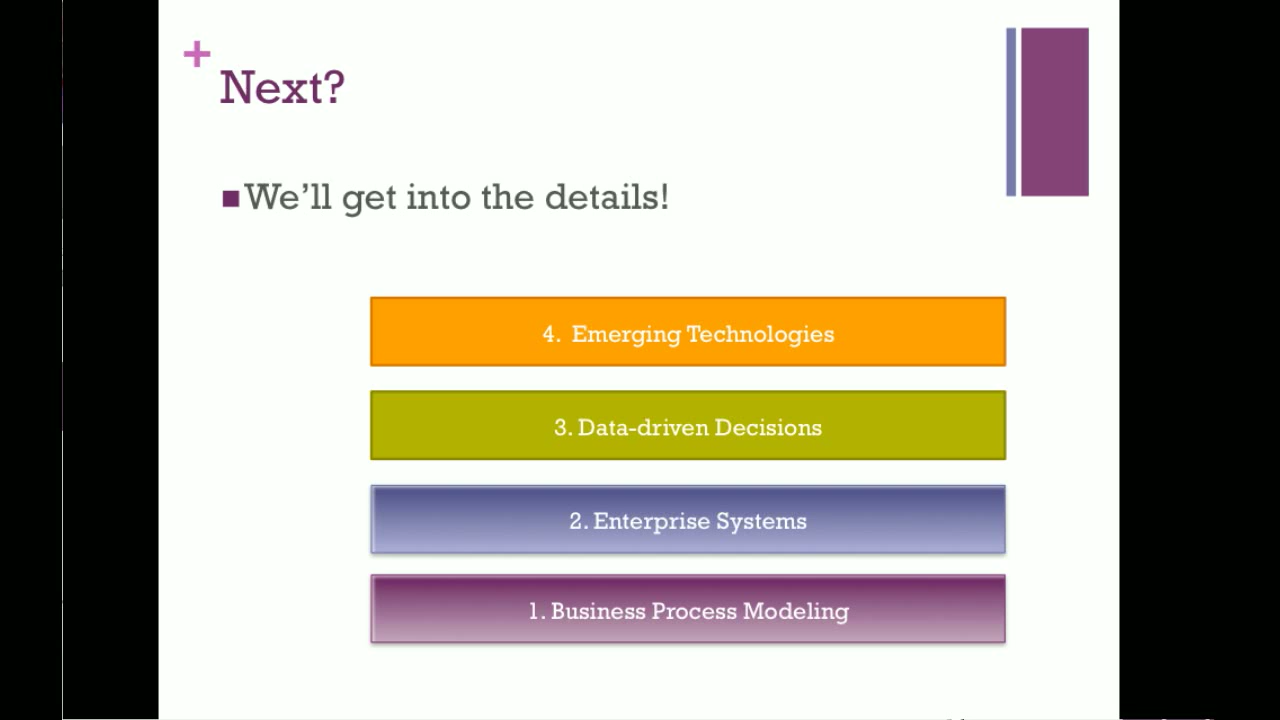 +
Next?
■We'll get into the details!
4. Emerging Technologies
3. Data-driven Decisions
2. Enterprise Systems
1. Business Process Modeling